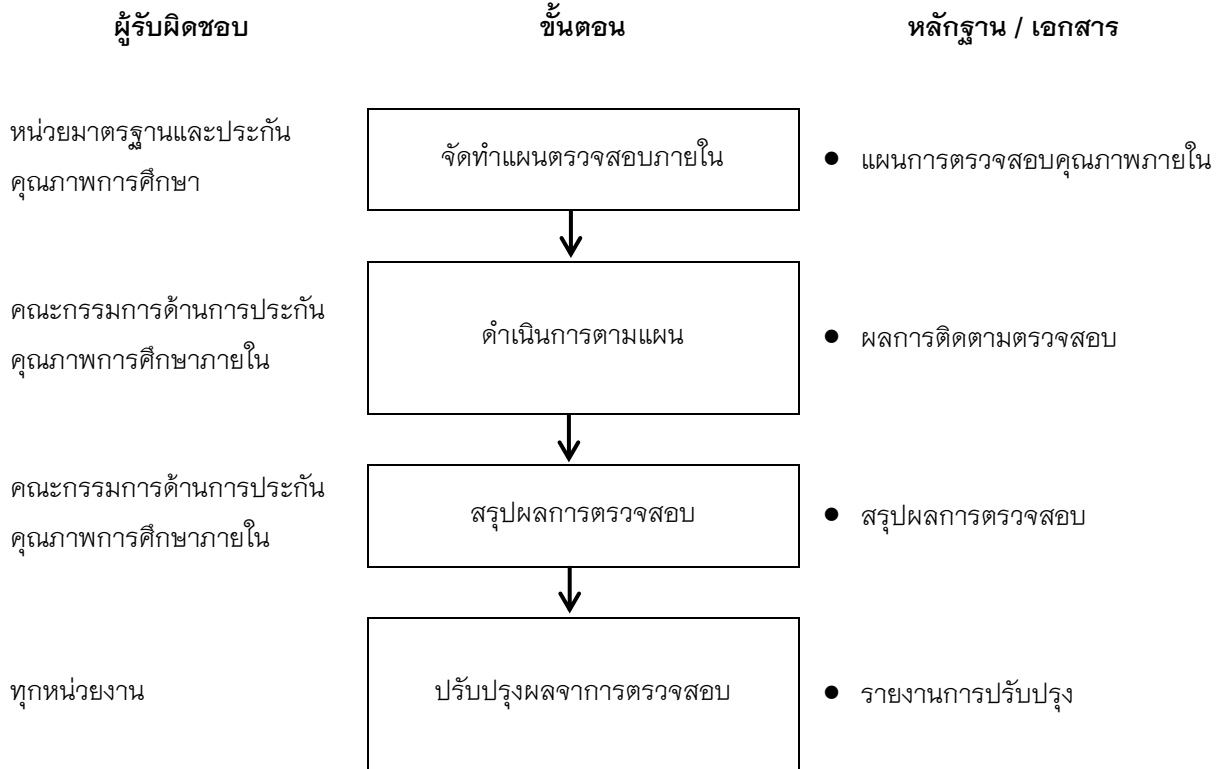 ผู้รับผิดชอบ ขั้นตอน หลักฐาน / เอกสาร
หน่วยมาตรฐานและประกัน
คุณภาพการศึกษา
จัดทำแผนตรวจสอบภายใน
● แผนการตรวจสอบคุณภาพภายใน
คณะกรรมการด้านการประกัน
คุณภาพการศึกษาภายใน
ดำเนินการตามแผน
● ผลการติดตามตรวจสอบ
คณะกรรมการด้านการประกัน
คุณภาพการศึกษาภายใน
สรุปผลการตรวจสอบ
● สรุปผลการตรวจสอบ
ทุกหน่วยงาน
ปรับปรุงผลจาการตรวจสอบ
● รายงานการปรับปรุง